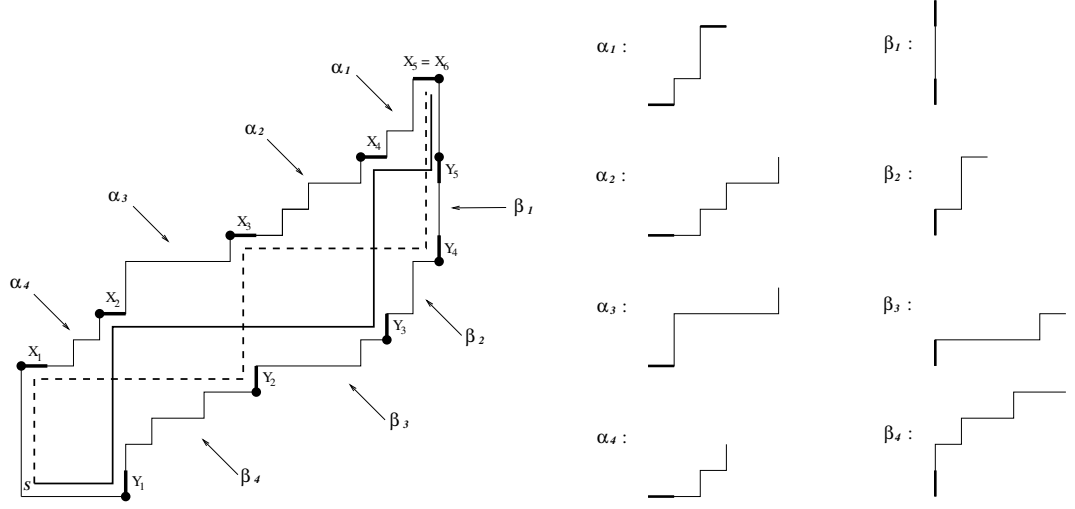 α₁
X₅ = X₆
α₂
X₄
α₃
Y₅
X₃
β₁
Y₄
α₄
X₂
Y₃
β₂
X₁
Y₂
β₃
β₄
S
Y₁
α₁ :
β₁ :
α₂ :
β₂ :
α₃ :
β₃ :
α₄ :
β₄ :